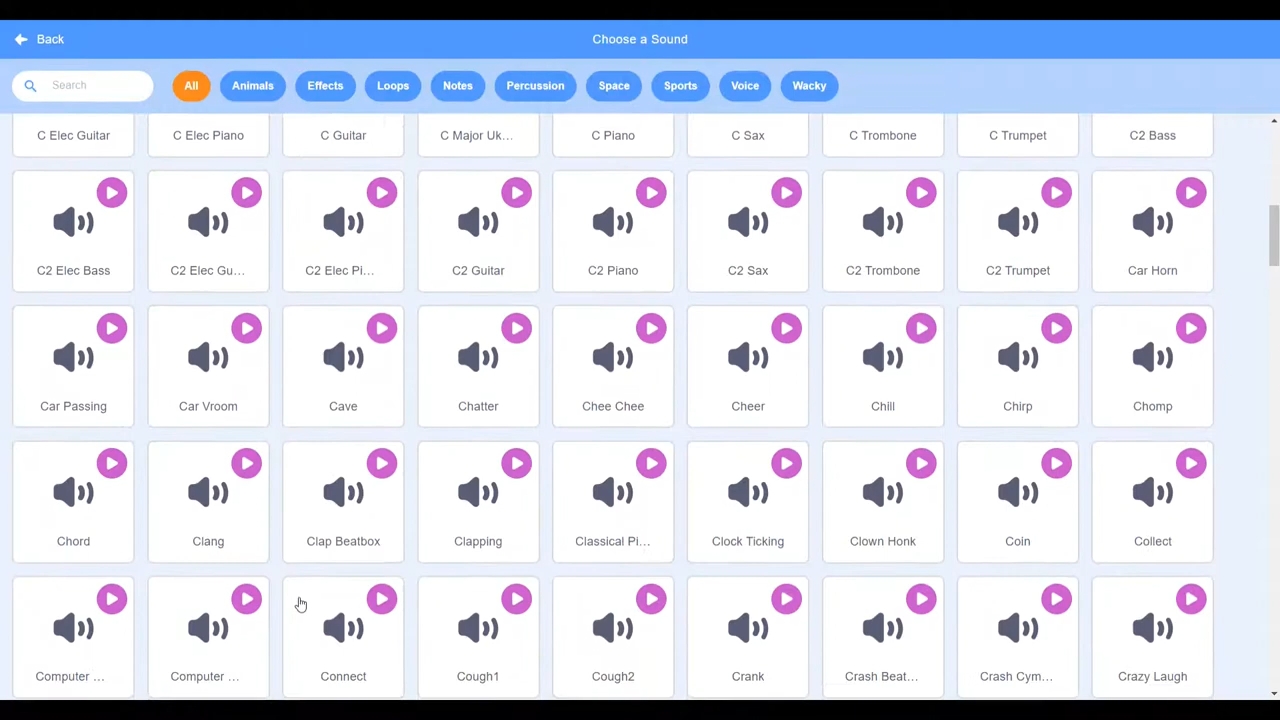 Back
Choose a Sound
Search
All
Animals
Effects
Loops
Notes
Percussion
Space
Sports
Voice
Wacky
C Elec Guitar
C Elec Piano
C Guitar
C Major Uk...
C Piano
C Sax
C Trombone
C Trumpet
C2 Bass
C2 Elec Bass
C2 Elec Gu...
C2 Elec Pi...
C2 Guitar
C2 Piano
C2 Sax
C2 Trombone
C2 Trumpet
Car Horn
Car Passing
Car Vroom
Cave
Chatter
Chee Chee
Cheer
Chill
Chirp
Chomp
Chord
Clang
Clap Beatbox
Clapping
Classical Pi...
Clock Ticking
Clown Honk
Coin
Collect
Computer ...
Computer ...
Connect
Cough1
Cough2
Crank
Crash Beat...
Crash Cym...
Crazy Laugh